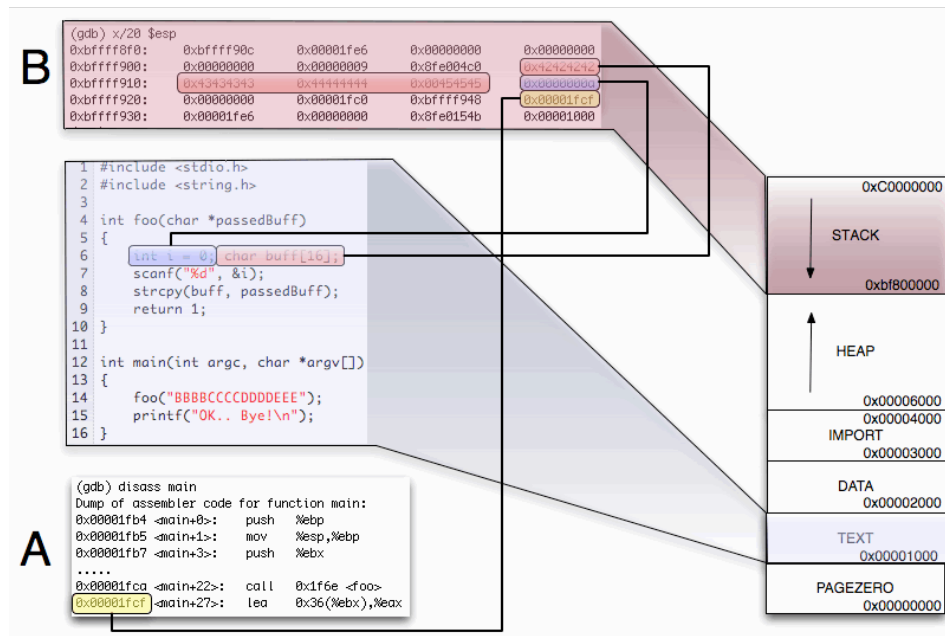 B
(gdb) x/20 $esp
0xbffff8f0: 0xbffff90c 0x00001fe6 0x00000000 0x00000000
0xbffff900: 0x00000000 0x00000009 0x8fe004c0 0x42424242
0xbffff910: 0x43434343 0x44444444 0x00454545 0x0000000a
0xbffff920: 0x00000000 0x00001fc0 0xbffff948 0x00001fcf
0xbffff930: 0x00001fe6 0x00000000 0x8fe0154b 0x00001000
1 #include <stdio.h>
2 #include <string.h>
3
4 int foo(char *passedBuff)
5 {
6 int i = 0; char buff[16];
7 scanf("%d", &i);
8 strcpy(buff, passedBuff);
9 return 1;
10 }
11
12 int main(int argc, char *argv[])
13 {
14 foo("BBBBCCCCDDDDEEE");
15 printf("OK.. Bye!\n");
16 }
A
(gdb) disass main
Dump of assembler code for function main:
0x00001fb4 <main+0>: push %ebp
0x00001fb5 <main+1>: mov %esp,%ebp
0x00001fb7 <main+3>: push %ebx
.....
0x00001fca <main+22>: call 0x1f6e <foo>
0x00001fcf <main+27>: lea 0x36(%ebx),%eax
0xC0000000
STACK
0xbf800000
HEAP
0x00006000
0x00004000
IMPORT
0x00003000
DATA
0x00002000
TEXT
0x00001000
PAGEZERO
0x00000000